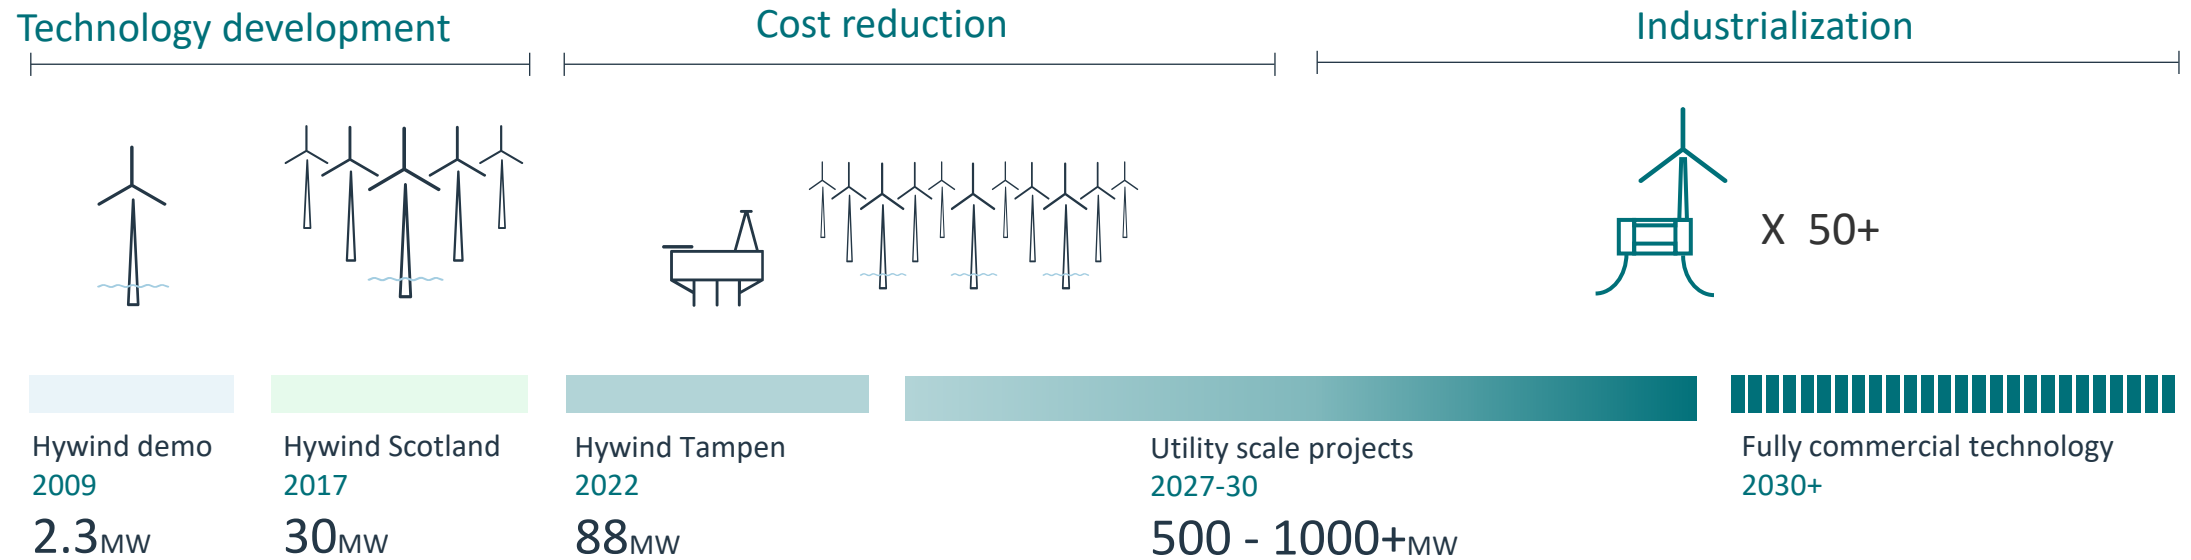 Technology development
Cost reduction
Industrialization
X 50+
Hywind demo
2009
2.3MW
Hywind Scotland
2017
30MW
Hywind Tampen
2022
88MW
Utility scale projects
2027-30
500 - 1000+MW
Fully commercial technology
2030+